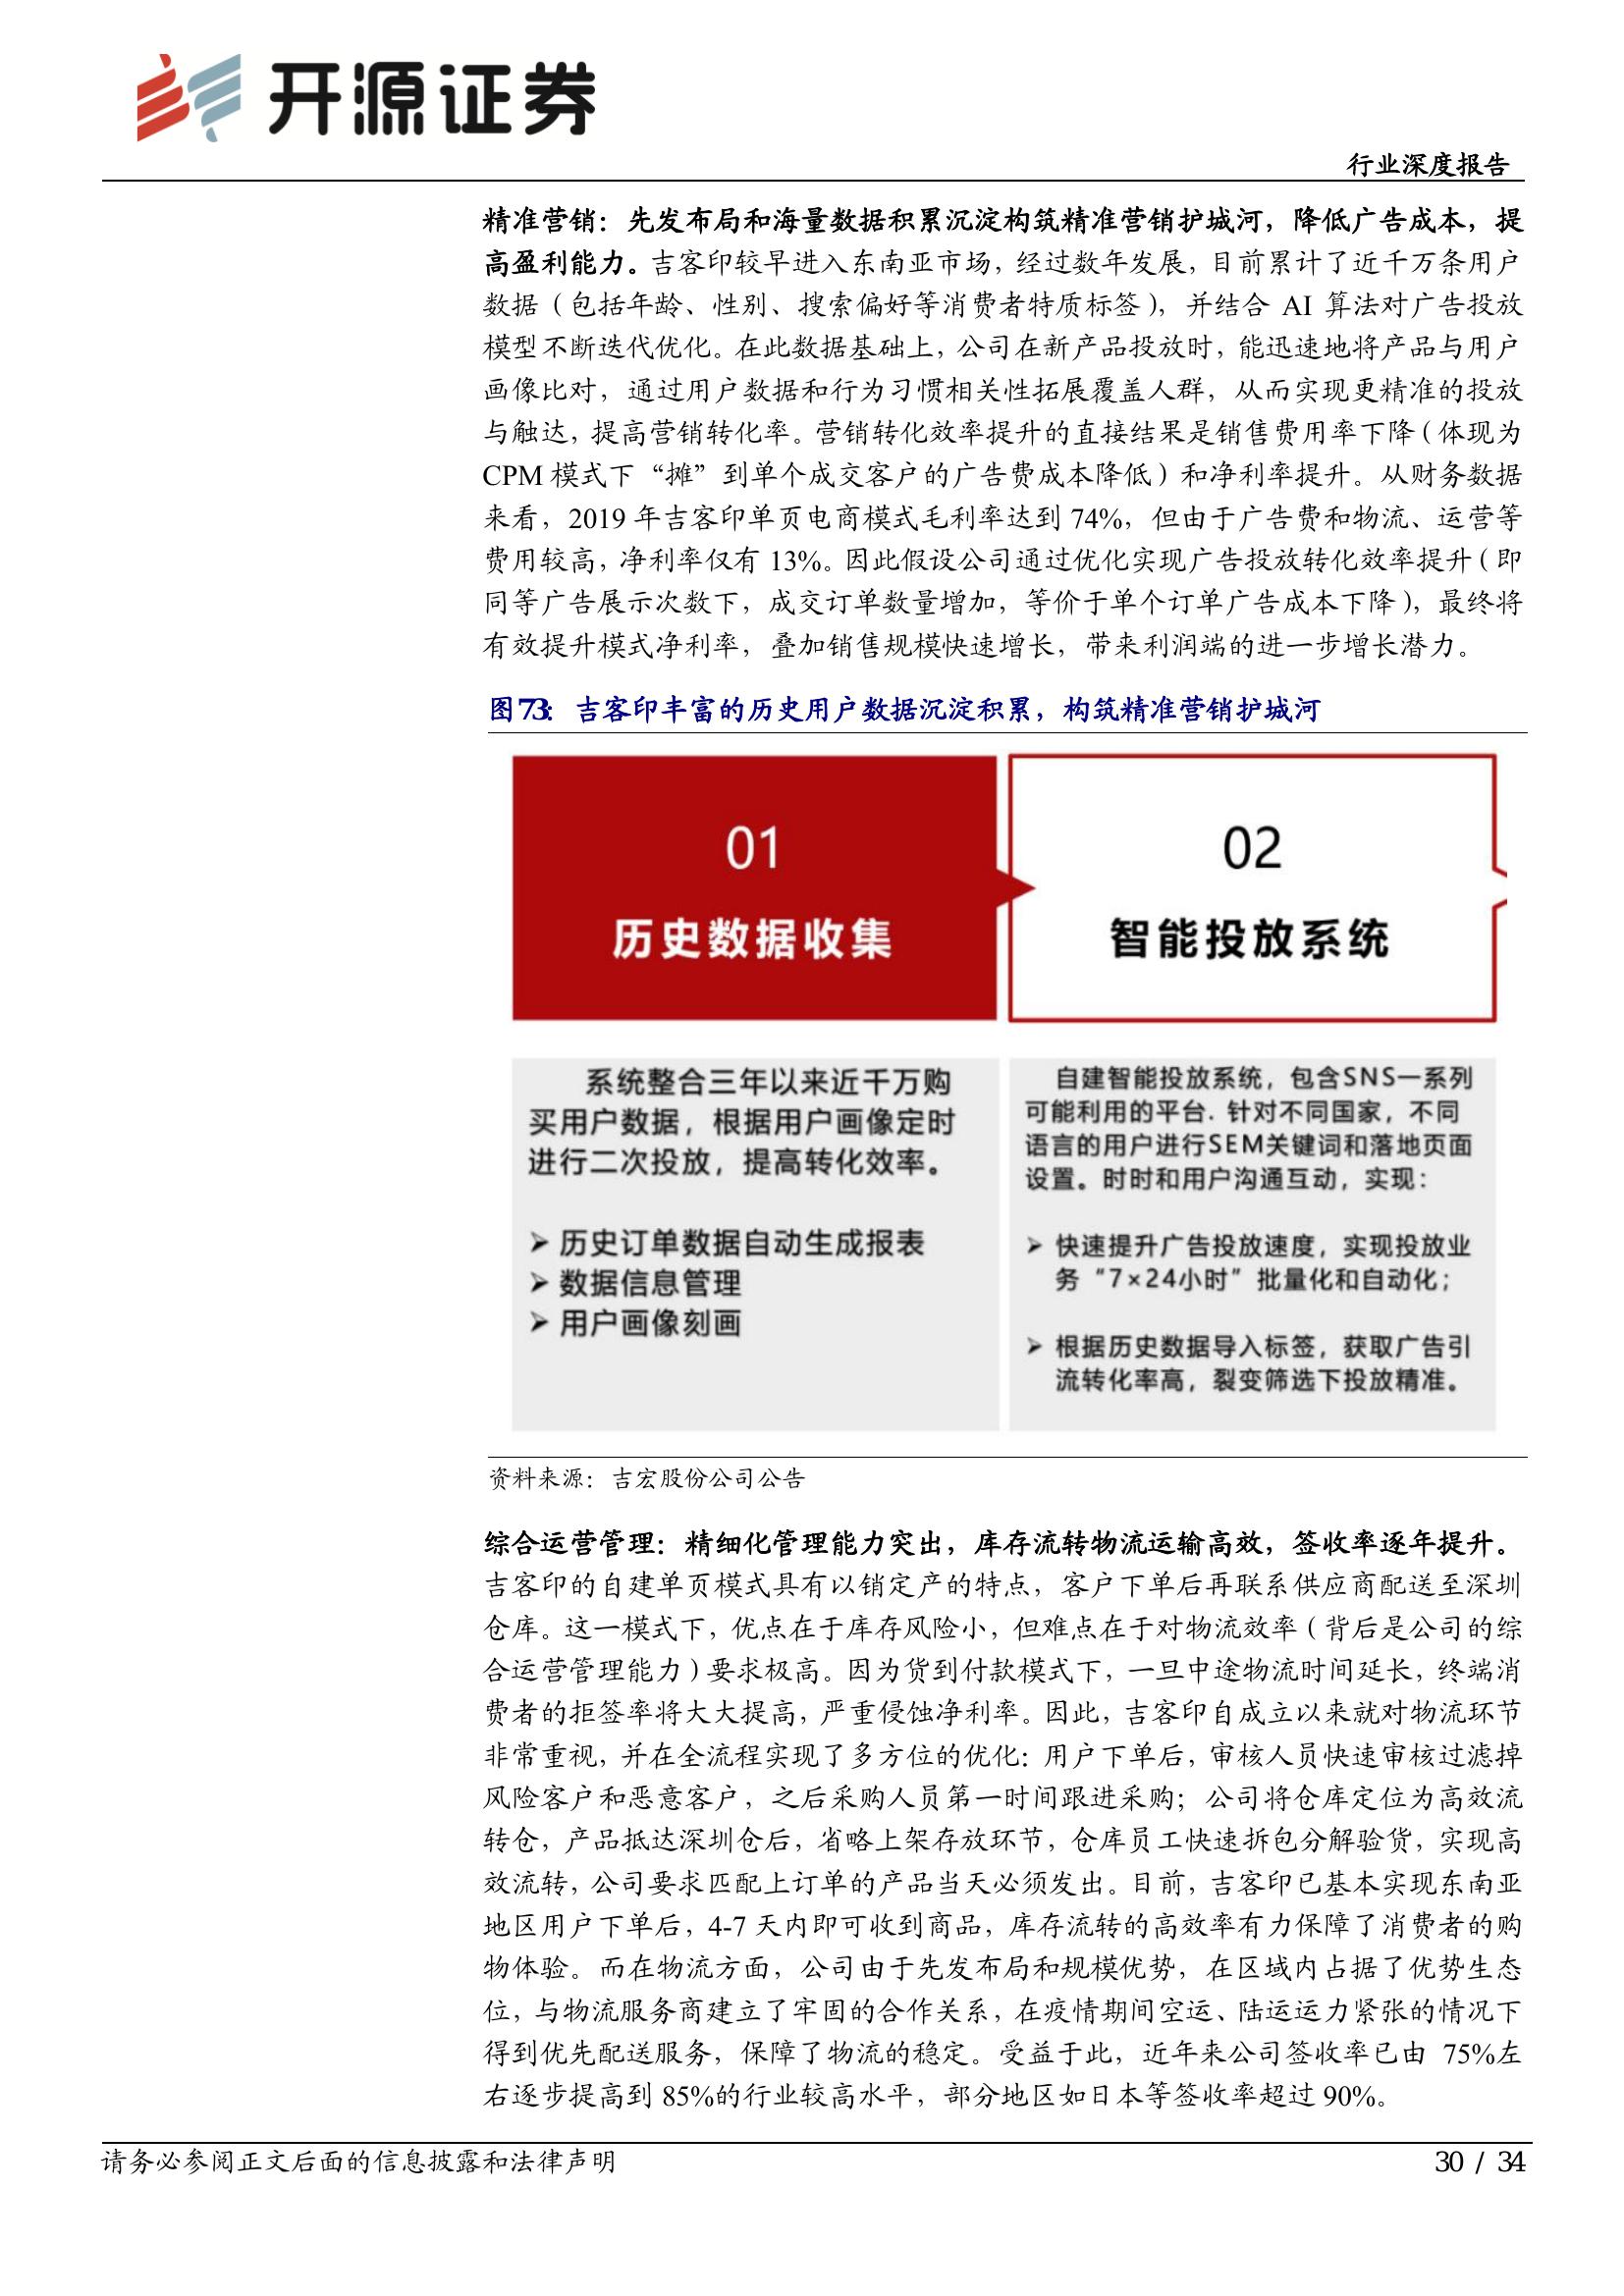 开源证券
行业深度报告
精准营销：先发布局和海量数据积累沉淀构筑精准营销护城河，降低广告成本，提
高盈利能力。吉客印较早进入东南亚市场，经过数年发展，目前累计了近千万条用户
数据（包括年龄、性别、搜索偏好等消费者特质标签），并结合 AI 算法对广告投放
模型不断迭代优化。在此数据基础上，公司在新产品投放时，能迅速地将产品与用户
画像比对，通过用户数据和行为习惯相关性拓展覆盖人群，从而实现更精准的投放
与触达，提高营销转化率。营销转化效率提升的直接结果是销售费用率下降（体现为
CPM 模式下“摊”到单个成交客户的广告费成本降低）和净利率提升。从财务数据
来看，2019 年吉客印单页电商模式毛利率达到 74%，但由于广告费和物流、运营等
费用较高，净利率仅有 13%。因此假设公司通过优化实现广告投放转化效率提升（即
同等广告展示次数下，成交订单数量增加，等价于单个订单广告成本下降），最终将
有效提升模式净利率，叠加销售规模快速增长，带来利润端的进一步增长潜力。
图73：吉客印丰富的历史用户数据沉淀积累，构筑精准营销护城河
01
历史数据收集
系统整合三年以来近千万购
买用户数据，根据用户画像定时
进行二次投放，提高转化效率。
➢ 历史订单数据自动生成报表
➢ 数据信息管理
➢ 用户画像刻画
02
智能投放系统
自建智能投放系统，包含SNS一系列
可能利用的平台. 针对不同国家，不同
语言的用户进行SEM关键词和落地页面
设置。时时和用户沟通互动，实现：
➢ 快速提升广告投放速度，实现投放业
务“7×24小时”批量化和自动化；
➢ 根据历史数据导入标签，获取广告引
流转化率高，裂变筛选下投放精准。
资料来源：吉宏股份公司公告
综合运营管理：精细化管理能力突出，库存流转物流运输高效，签收率逐年提升。
吉客印的自建单页模式具有以销定产的特点，客户下单后再联系供应商配送至深圳
仓库。这一模式下，优点在于库存风险小，但难点在于对物流效率（背后是公司的综
合运营管理能力）要求极高。因为货到付款模式下，一旦中途物流时间延长，终端消
费者的拒签率将大大提高，严重侵蚀净利率。因此，吉客印自成立以来就对物流环节
非常重视，并在全流程实现了多方位的优化：用户下单后，审核人员快速审核过滤掉
风险客户和恶意客户，之后采购人员第一时间跟进采购；公司将仓库定位为高效流
转仓，产品抵达深圳仓后，省略上架存放环节，仓库员工快速拆包分解验货，实现高
效流转，公司要求匹配上订单的产品当天必须发出。目前，吉客印已基本实现东南亚
地区用户下单后，4-7 天内即可收到商品，库存流转的高效率有力保障了消费者的购
物体验。而在物流方面，公司由于先发布局和规模优势，在区域内占据了优势生态
位，与物流服务商建立了牢固的合作关系，在疫情期间空运、陆运运力紧张的情况下
得到优先配送服务，保障了物流的稳定。受益于此，近年来公司签收率已由 75%左
右逐步提高到 85%的行业较高水平，部分地区如日本等签收率超过 90%。
请务必参阅正文后面的信息披露和法律声明
30 / 34